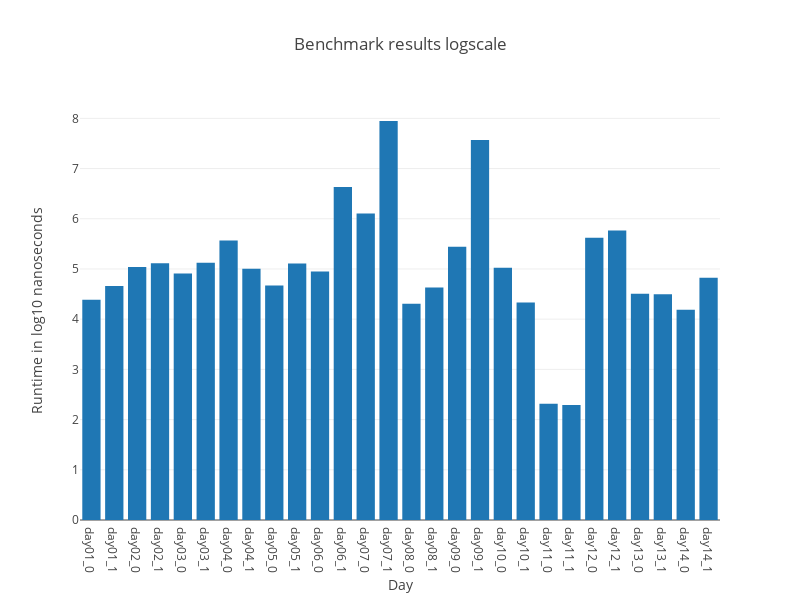 Benchmark results logscale
8
7
6
5
4
3
2
1
0
Runtime in log10 nanoseconds
day01_0
day01_1
day02_0
day02_1
day03_0
day03_1
day04_0
day04_1
day05_0
day05_1
day06_0
day06_1
day07_0
day07_1
day08_0
day08_1
day09_0
day09_1
day10_0
day10_1
day11_0
day11_1
day12_0
day12_1
day13_0
day13_1
day14_0
day14_1
Day